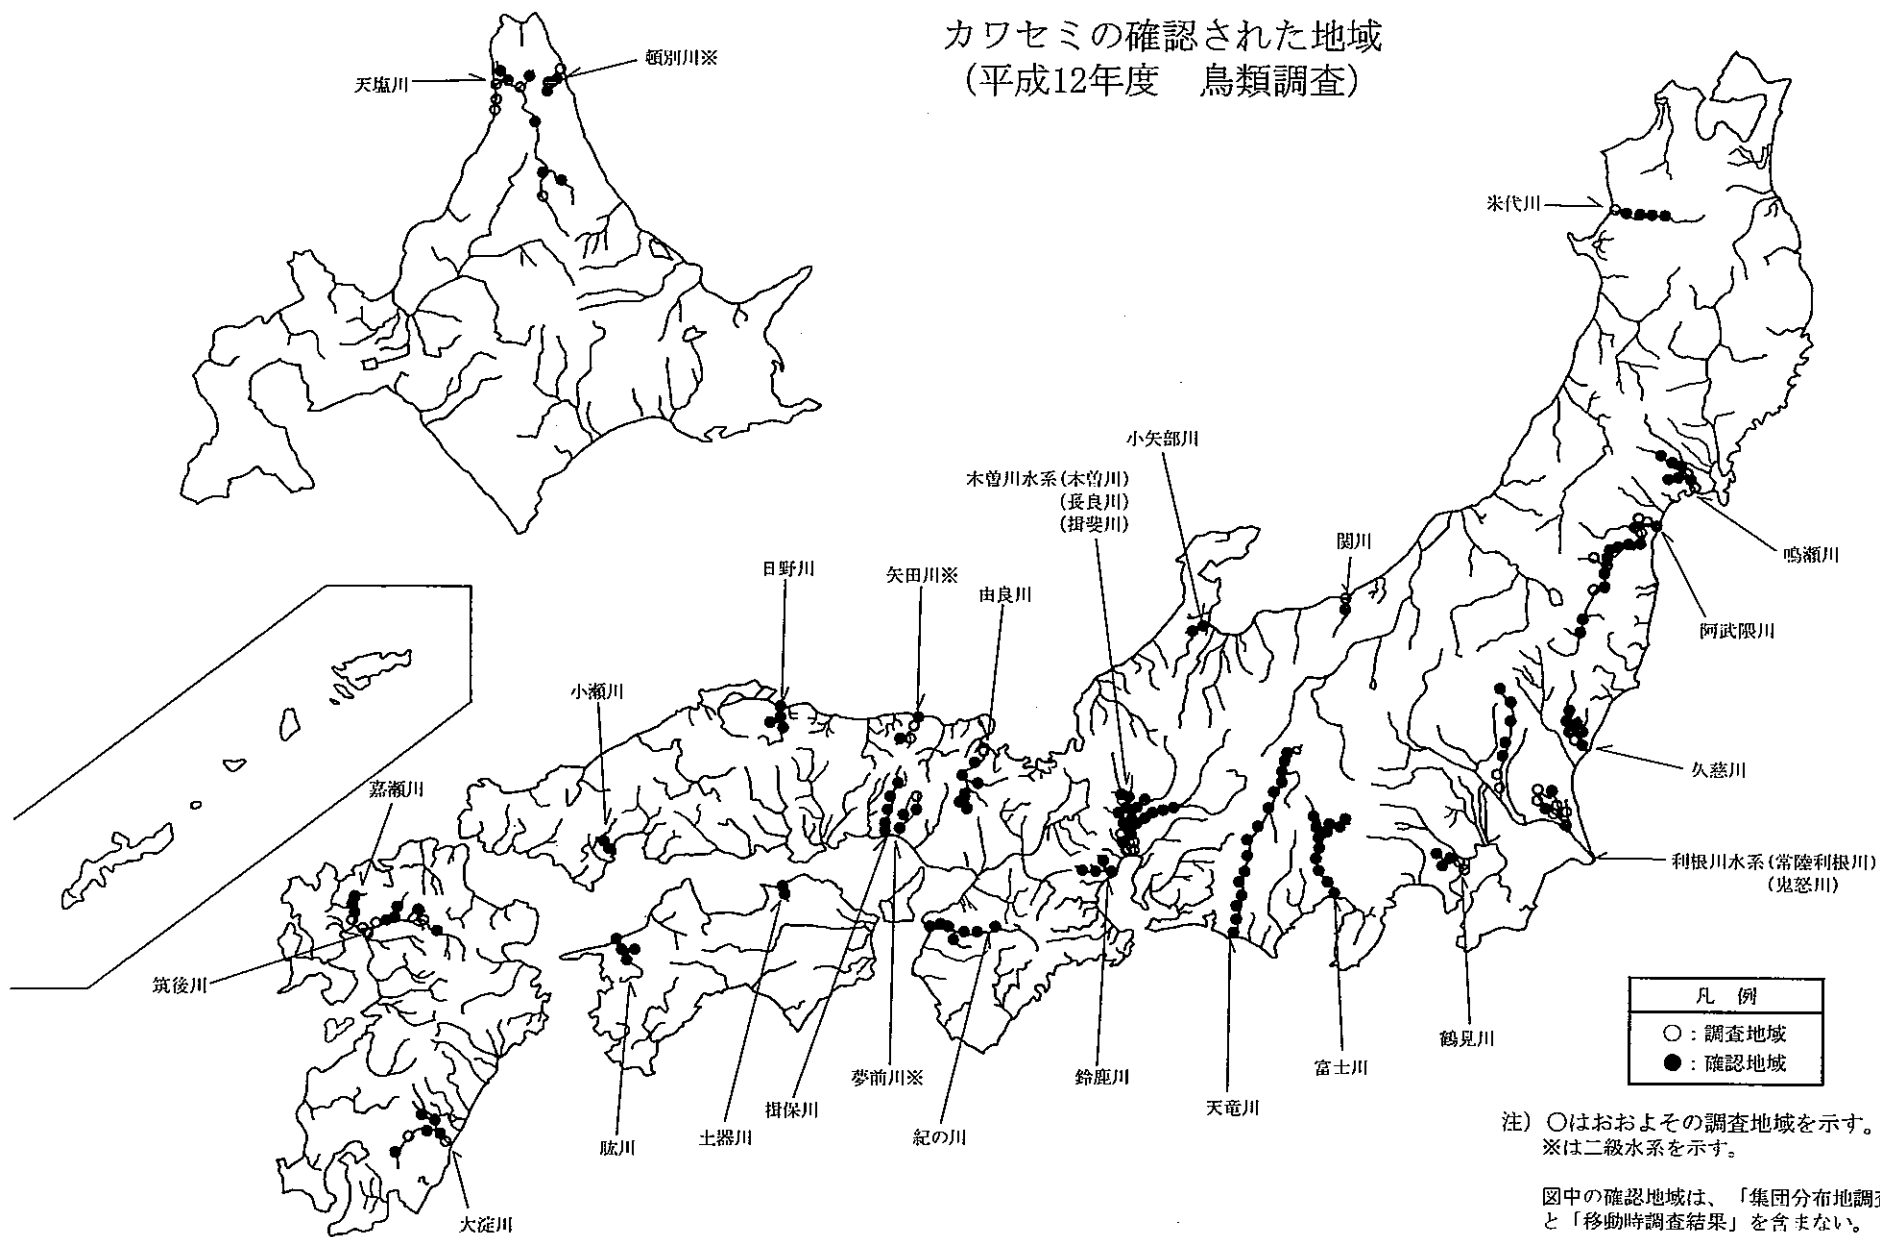 カワセミの確認された地域
(平成12年度 鳥類調査)
頓別川※
天塩川
米代川
小矢部川
木曽川水系(木曽川)
(長良川)
(揖斐川)
関川
鳴瀬川
日野川
矢田川※
由良川
阿武隈川
小瀬川
久慈川
嘉瀬川
利根川水系(常陸利根川)
(鬼怒川)
筑後川
鶴見川
富士川
夢前川※
鈴鹿川
天竜川
揖保川
紀の川
土器川
肱川
大淀川
凡 例
○:調査地域
●:確認地域
注) ○はおおよその調査地域を示す。
※は二級水系を示す。
図中の確認地域は、「集団分布地調査
と「移動時調査結果」を含まない。